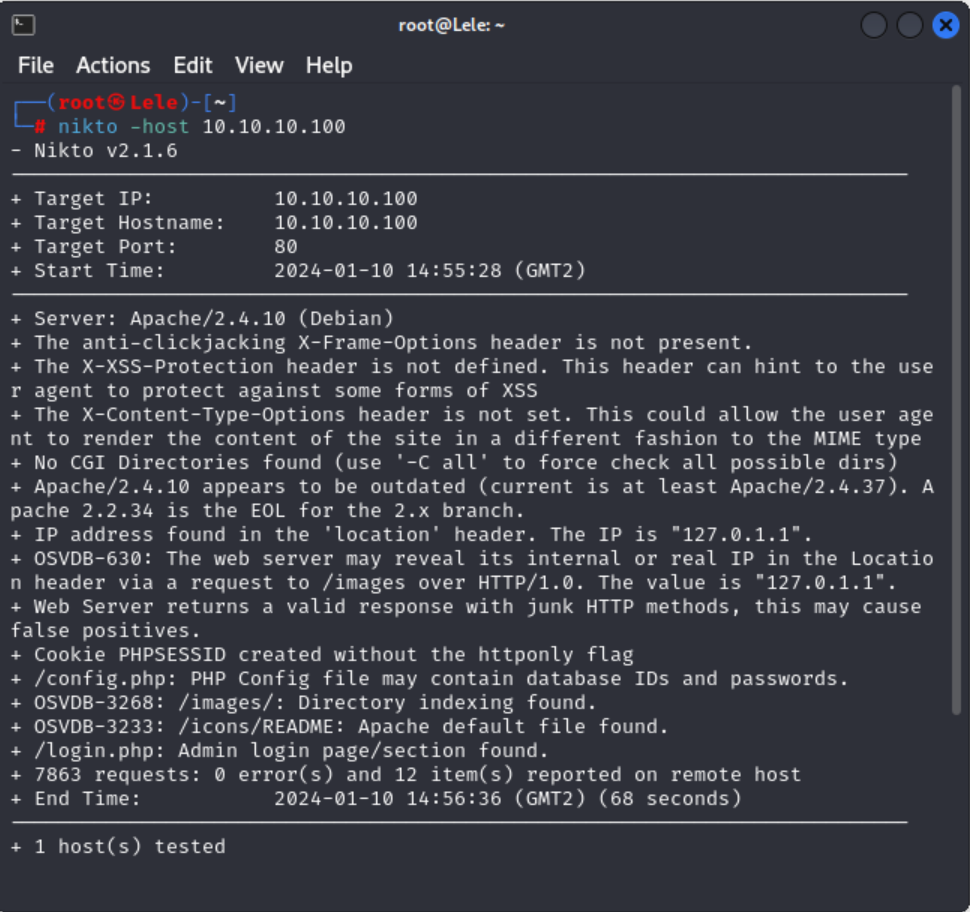 root@Lele: ~
File Actions Edit View Help
┌──(root㉿Lele)-[~]
└─# nikto -host 10.10.10.100
- Nikto v2.1.6
+ Target IP: 10.10.10.100
+ Target Hostname: 10.10.10.100
+ Target Port: 80
+ Start Time: 2024-01-10 14:55:28 (GMT2)
+ Server: Apache/2.4.10 (Debian)
+ The anti-clickjacking X-Frame-Options header is not present.
+ The X-XSS-Protection header is not defined. This header can hint to the use
r agent to protect against some forms of XSS
+ The X-Content-Type-Options header is not set. This could allow the user age
nt to render the content of the site in a different fashion to the MIME type
+ No CGI Directories found (use '-C all' to force check all possible dirs)
+ Apache/2.4.10 appears to be outdated (current is at least Apache/2.4.37). A
pache 2.2.34 is the EOL for the 2.x branch.
+ IP address found in the 'location' header. The IP is "127.0.1.1".
+ OSVDB-630: The web server may reveal its internal or real IP in the Locatio
n header via a request to /images over HTTP/1.0. The value is "127.0.1.1".
+ Web Server returns a valid response with junk HTTP methods, this may cause
false positives.
+ Cookie PHPSESSID created without the httponly flag
+ /config.php: PHP Config file may contain database IDs and passwords.
+ OSVDB-3268: /images/: Directory indexing found.
+ OSVDB-3233: /icons/README: Apache default file found.
+ /login.php: Admin login page/section found.
+ 7863 requests: 0 error(s) and 12 item(s) reported on remote host
+ End Time: 2024-01-10 14:56:36 (GMT2) (68 seconds)
+ 1 host(s) tested